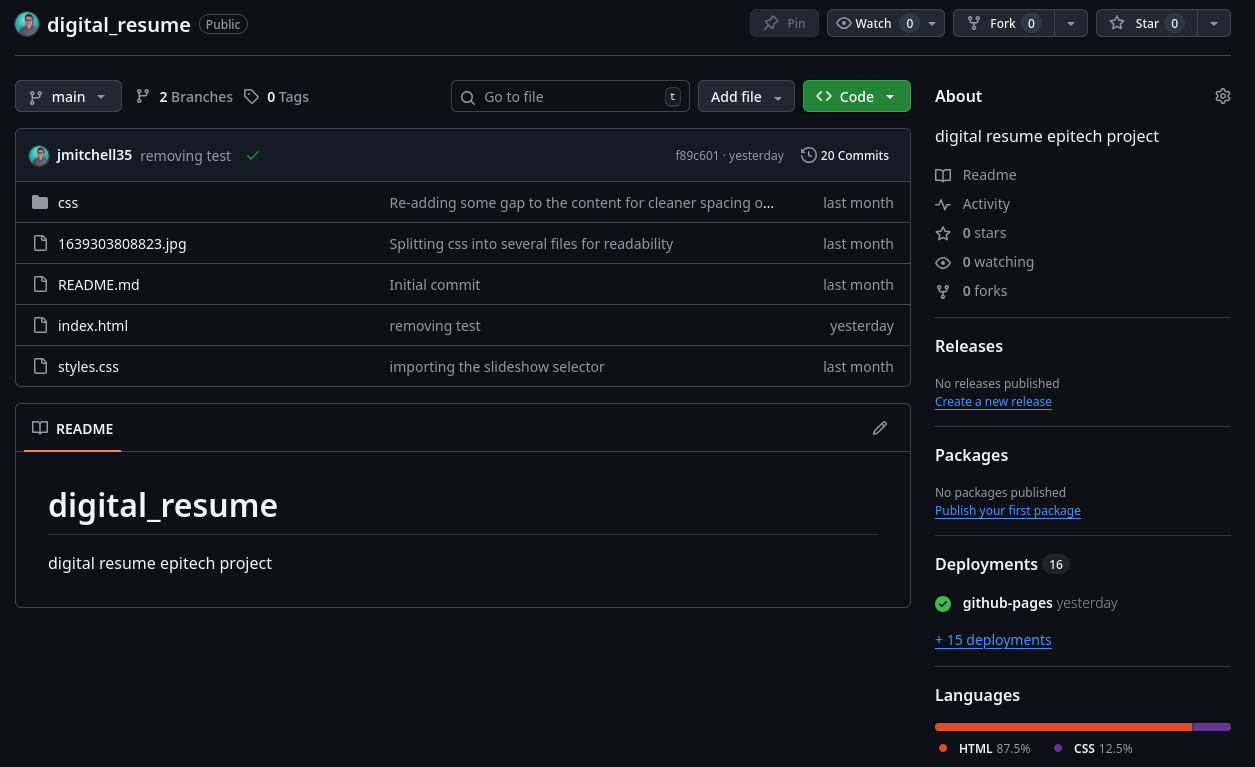 digital_resume Public Pin Watch 0 Fork 0 Star 0
main 2 Branches 0 Tags Go to file t Add file Code
jmitchell35 removing test f89c601 · yesterday 20 Commits
css Re-adding some gap to the content for cleaner spacing o... last month
1639303808823.jpg Splitting css into several files for readability last month
README.md Initial commit last month
index.html removing test yesterday
styles.css importing the slideshow selector last month
README
digital_resume
digital resume epitech project
About
digital resume epitech project
Readme
Activity
0 stars
0 watching
0 forks
Releases
No releases published
Create a new release
Packages
No packages published
Publish your first package
Deployments 16
github-pages yesterday
+ 15 deployments
Languages
HTML 87.5% CSS 12.5%